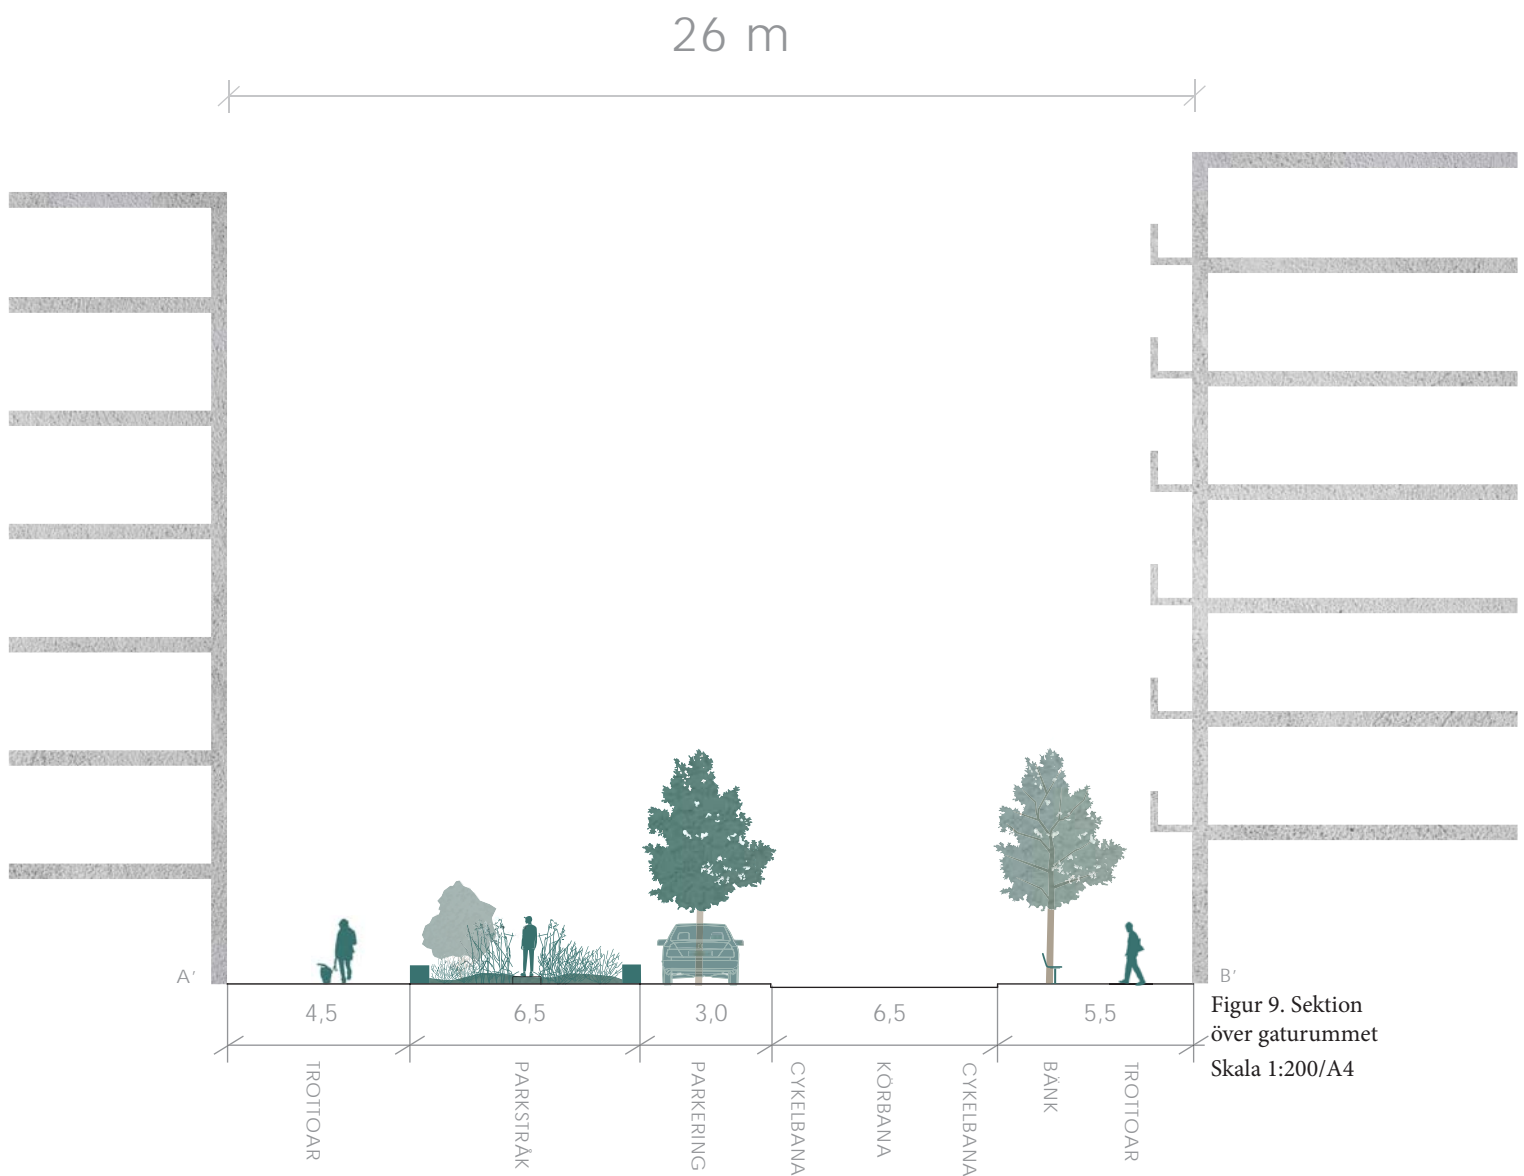 26 m
A'
B'
4,5
6,5
3,0
6,5
5,5
Figur 9. Sektion
över gaturummet
Skala 1:200/A4
TROTTOAR
PARKSTRÅK
PARKERING
CYKELBANA
KÖRBANA
CYKELBANA
BÄNK
TROTTOAR